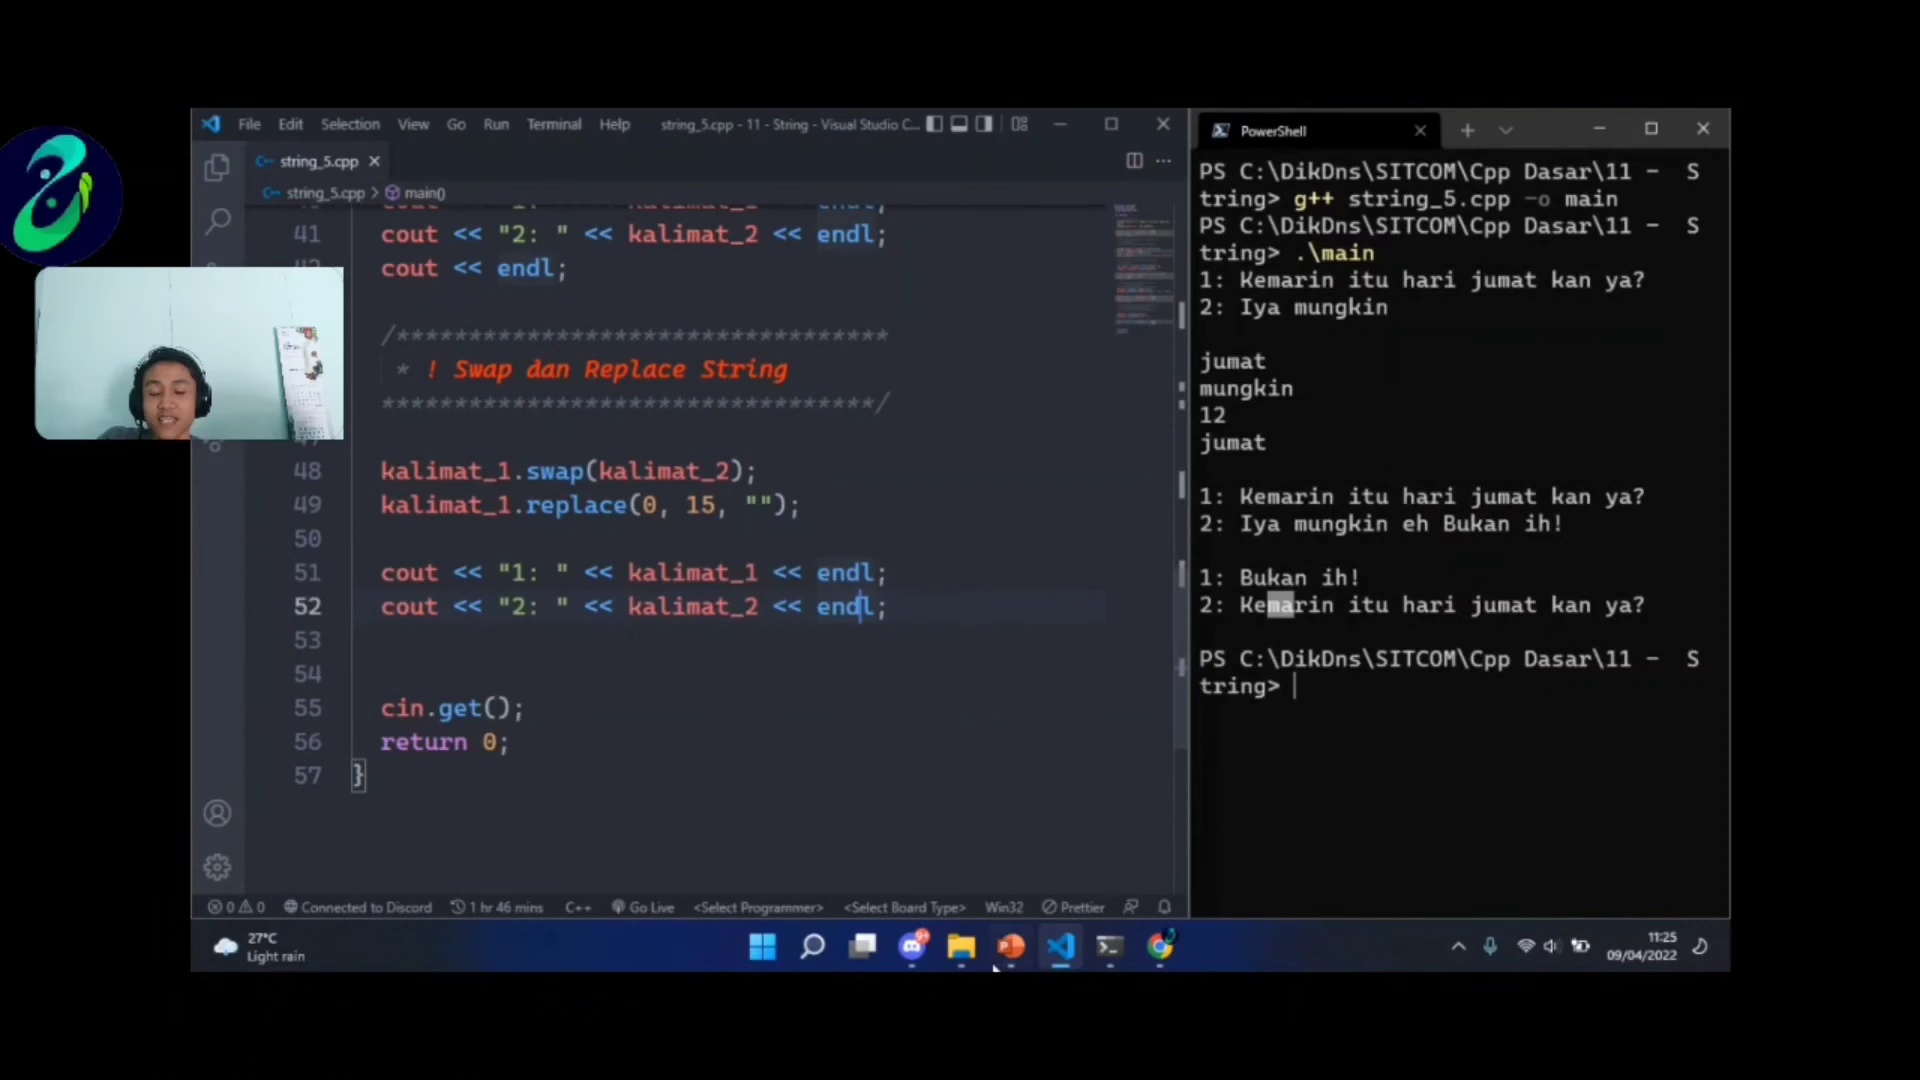 File Edit Selection View Go Run Terminal Help string_5.cpp - 11 - String - Visual Studio C...
string_5.cpp
string_5.cpp > main()
41 cout << "2: " << kalimat_2 << endl;
cout << endl;
/**********************************
* ! Swap dan Replace String
**********************************/
48 kalimat_1.swap(kalimat_2);
49 kalimat_1.replace(0, 15, "");
50
51 cout << "1: " << kalimat_1 << endl;
52 cout << "2: " << kalimat_2 << endl;
53
54
55 cin.get();
56 return 0;
57 }
0 0 Connected to Discord 1 hr 46 mins C++ Go Live <Select Programmer> <Select Board Type> Win32 Prettier
PowerShell
PS C:\DikDns\SITCOM\Cpp Dasar\11 -  S
tring> g++ string_5.cpp -o main
PS C:\DikDns\SITCOM\Cpp Dasar\11 -  S
tring> .\main
1: Kemarin itu hari jumat kan ya?
2: Iya mungkin
jumat
mungkin
12
jumat
1: Kemarin itu hari jumat kan ya?
2: Iya mungkin eh Bukan ih!
1: Bukan ih!
2: Kemarin itu hari jumat kan ya?
PS C:\DikDns\SITCOM\Cpp Dasar\11 -  S
tring>
27°C
Light rain
9+
11:25
09/04/2022